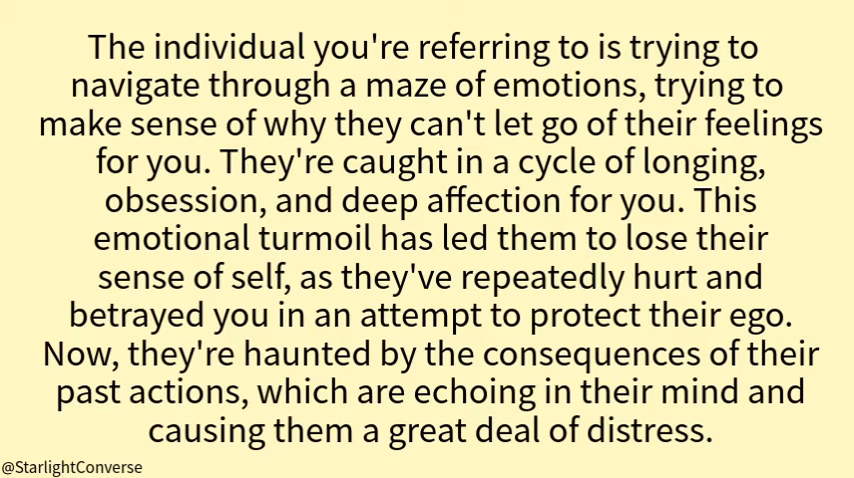 The individual you're referring to is trying to
navigate through a maze of emotions, trying to
make sense of why they can't let go of their feelings
for you. They're caught in a cycle of longing,
obsession, and deep affection for you. This
emotional turmoil has led them to lose their
sense of self, as they've repeatedly hurt and
betrayed you in an attempt to protect their ego.
Now, they're haunted by the consequences of their
past actions, which are echoing in their mind and
causing them a great deal of distress.
@StarlightConverse